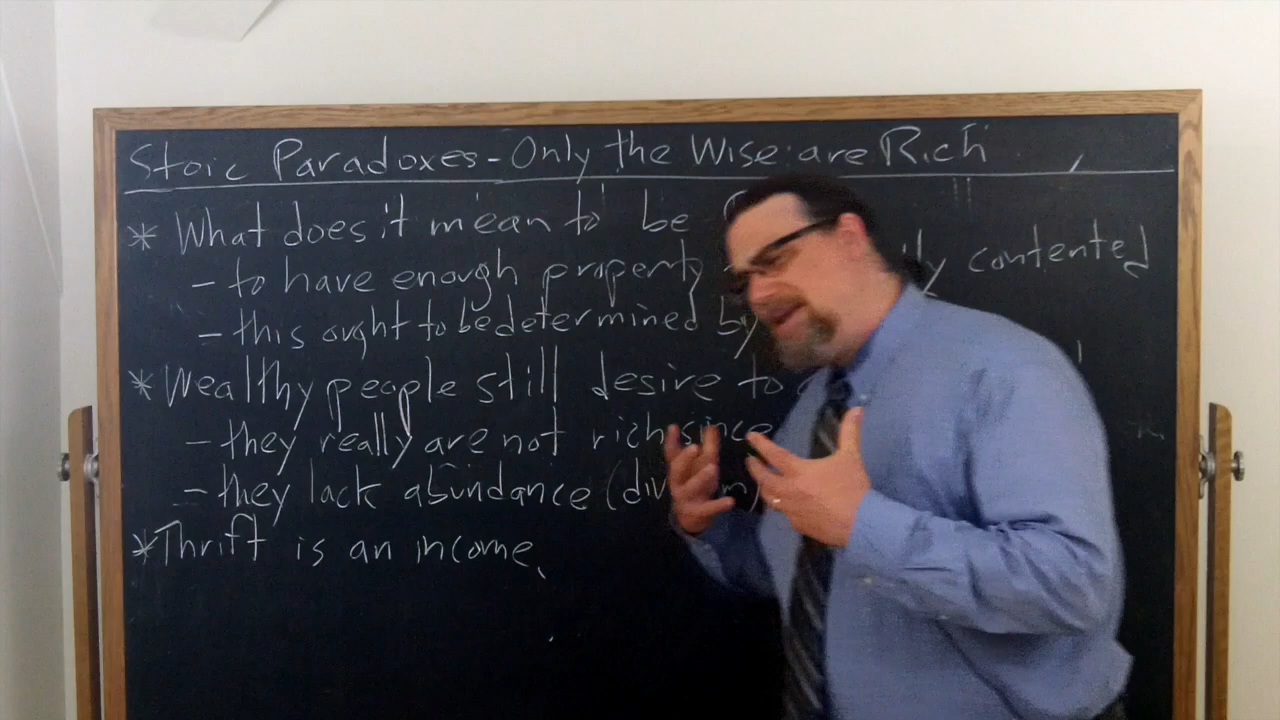 Stoic Paradoxes - Only the Wise are Rich
* What does it mean to be
- to have enough property contented
- this ought to be determined by
* Wealthy people still desire to
- they really are not rich since
- they lack abundance
* Thrift is an income